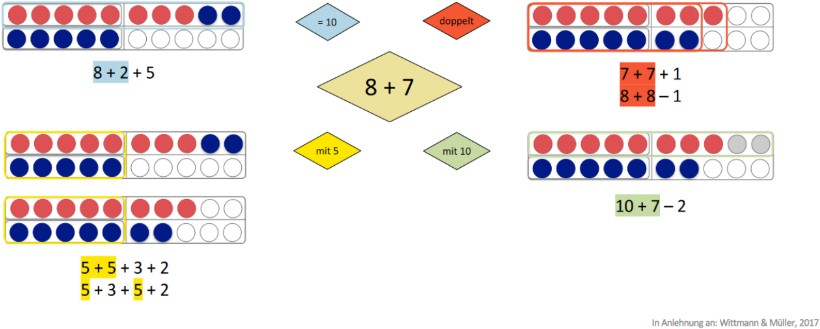 = 10
doppelt
8 + 2 + 5
7 + 7 + 1
8 + 8 – 1
8 + 7
mit 5
mit 10
10 + 7 – 2
5 + 5 + 3 + 2
5 + 3 + 5 + 2
In Anlehnung an: Wittmann & Müller, 2017